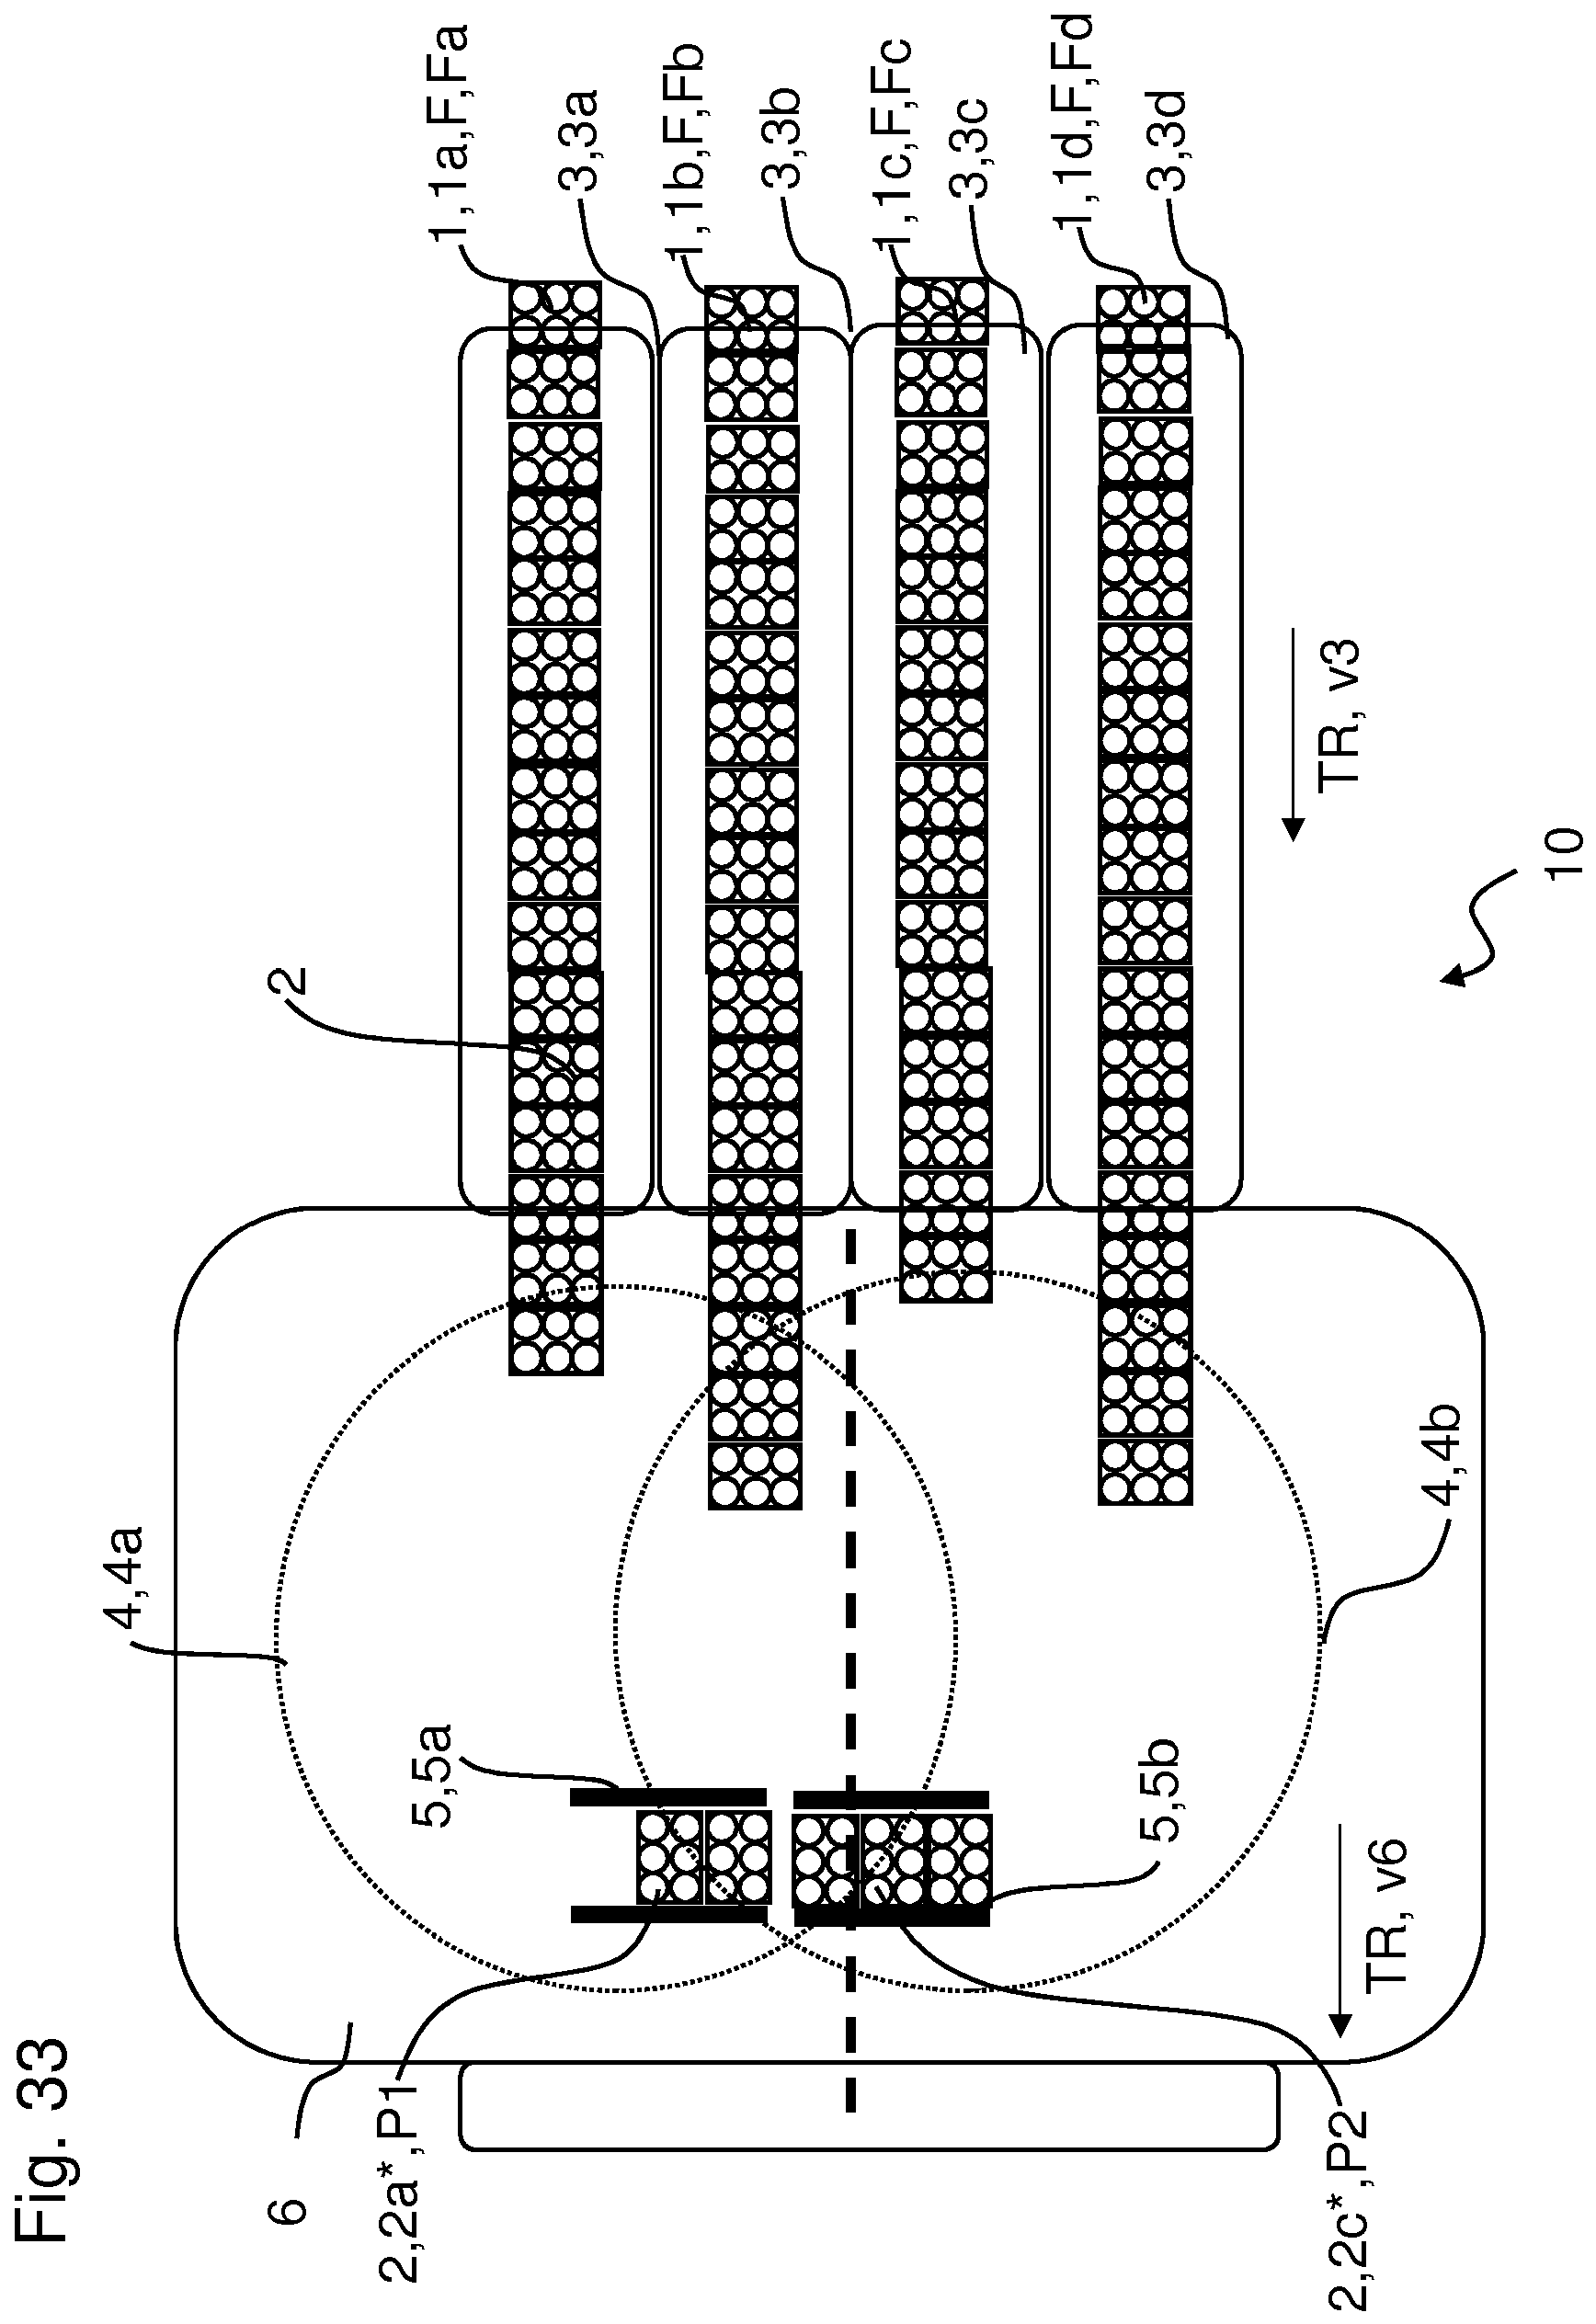 Fig. 33
6
2,2a*,P1
2,2c*,P2
4,4a
5,5a
5,5b
TR, v6
4,4b
2
10
TR, v3
1,1a,F,Fa
3,3a
1,1b,F,Fb
3,3b
1,1c,F,Fc
3,3c
1,1d,F,Fd
3,3d